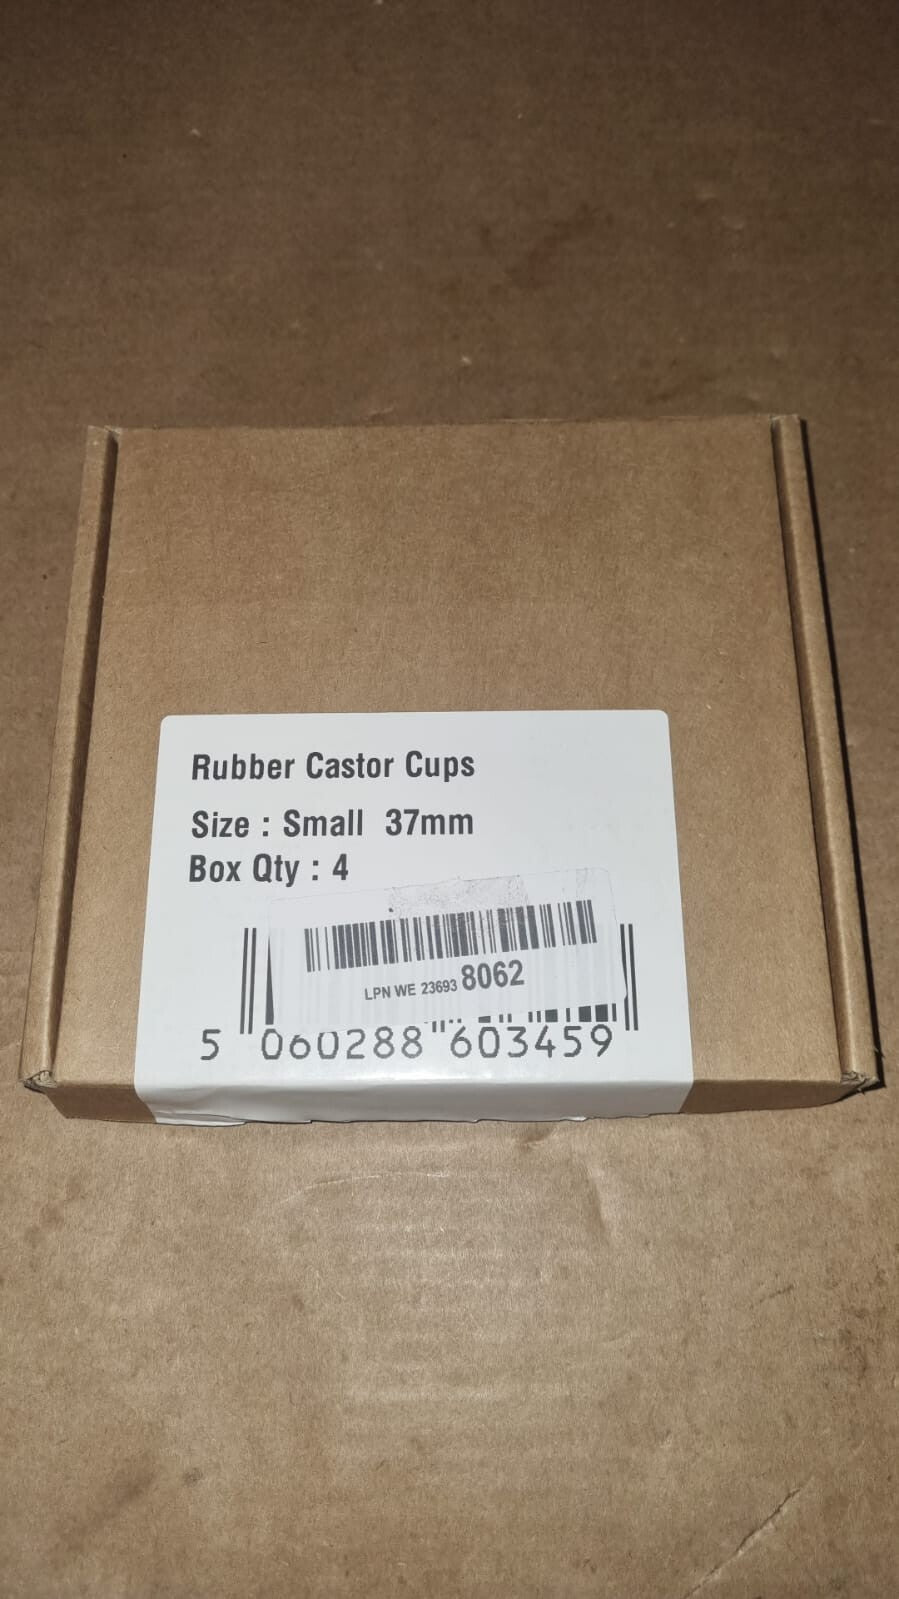 Rubber Castor Cups
Size : Small 37mm
Box Qty : 4
LPN WE 23693 8062
5 060288 603459